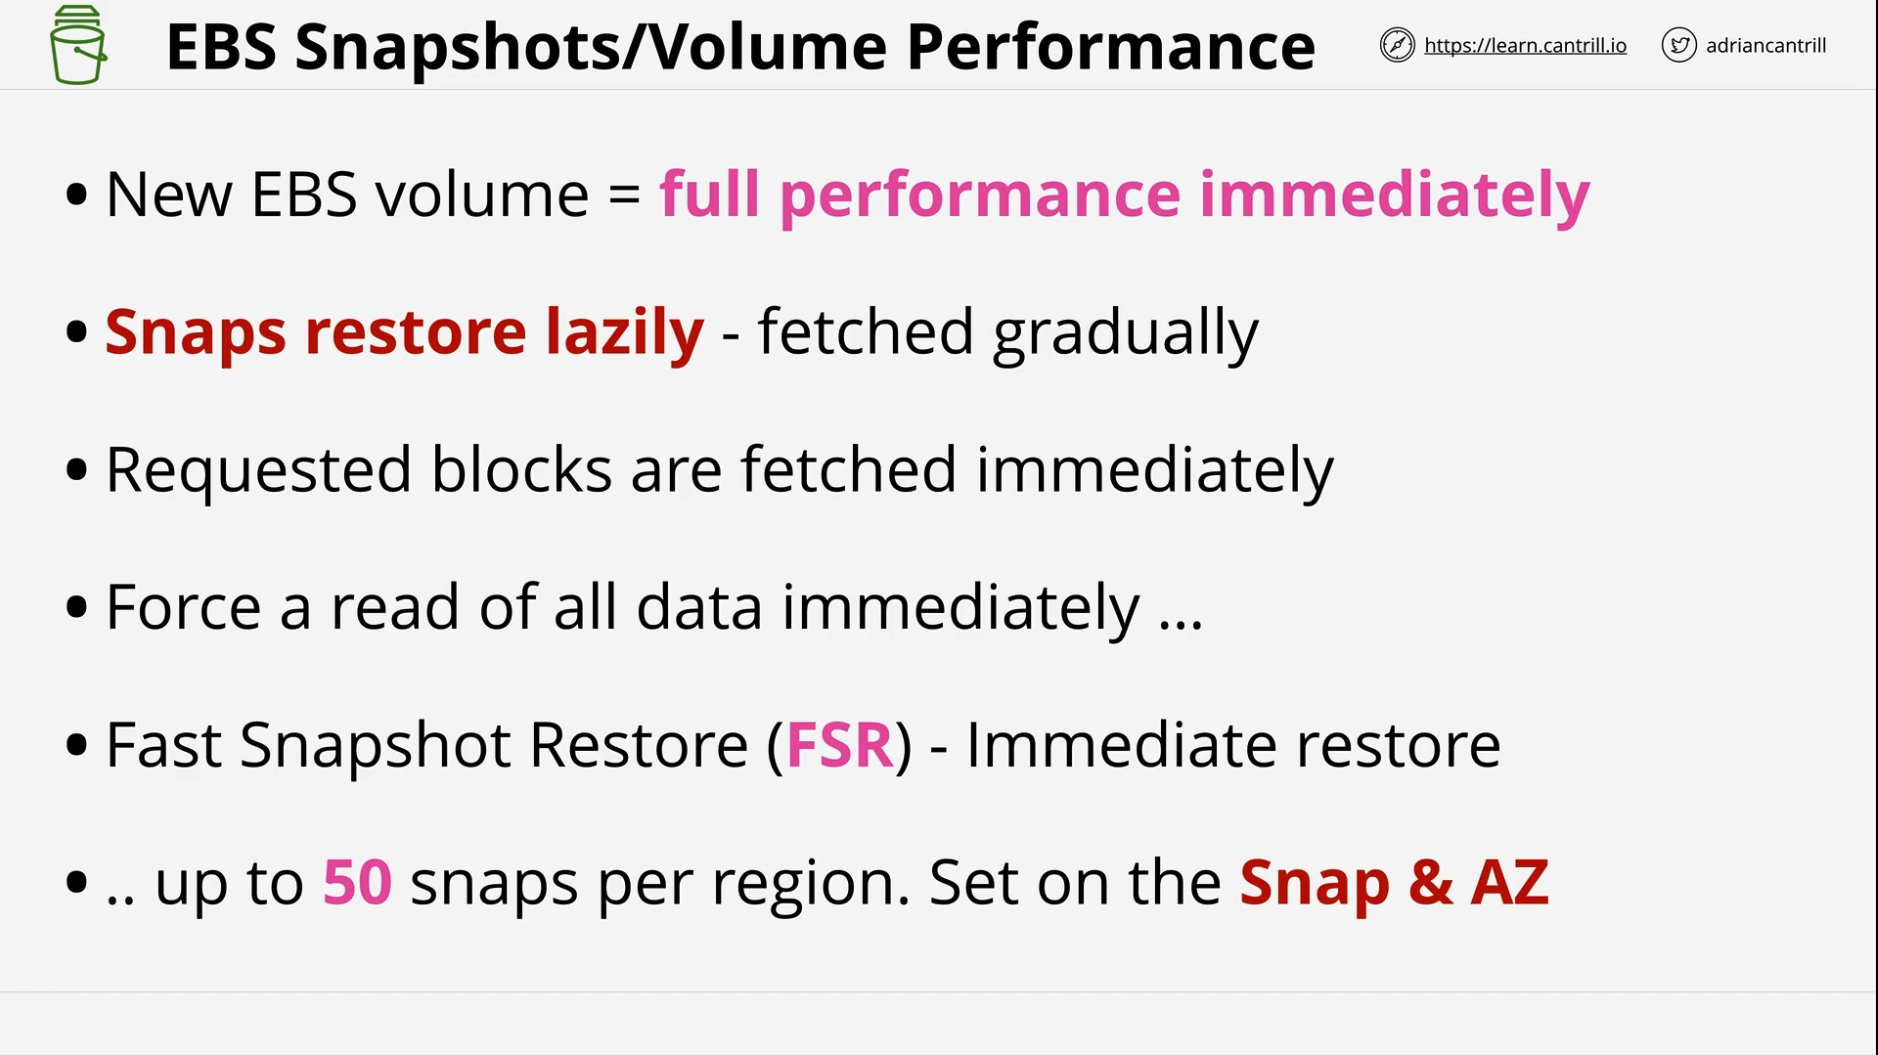 EBS Snapshots/Volume Performance
https://learn.cantrill.io
adriancantrill
• New EBS volume = full performance immediately
• Snaps restore lazily - fetched gradually
• Requested blocks are fetched immediately
• Force a read of all data immediately ...
• Fast Snapshot Restore (FSR) - Immediate restore
• .. up to 50 snaps per region. Set on the Snap & AZ